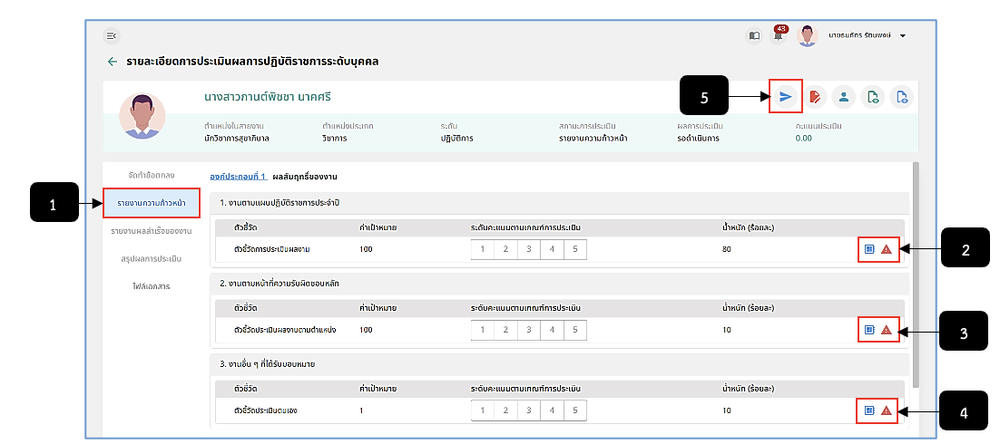 43
นายธนภัทร รัตนพงษ์
รายละเอียดการประเมินผลการปฏิบัติราชการระดับบุคคล
นางสาวกานต์พิชชา นาคศรี
5
ตำแหน่งในสายงาน ตำแหน่งประเภท ระดับ สถานะการประเมิน ผลการประเมิน คะแนนประเมิน
นักวิชาการสุขาภิบาล วิชาการ ปฏิบัติการ รายงานความก้าวหน้า รอดำเนินการ 0.00
จัดทำข้อตกลง
องค์ประกอบที่ 1 ผลสัมฤทธิ์ของงาน
1
รายงานความก้าวหน้า
1. งานตามแผนปฏิบัติราชการประจำปี
รายงานผลสำเร็จของงาน
ตัวชี้วัด ค่าเป้าหมาย ระดับคะแนนตามเกณฑ์การประเมิน น้ำหนัก (ร้อยละ)
ตัวชี้วัดการประเมินผลงาน 100 1 2 3 4 5 80
2
สรุปผลการประเมิน
ไฟล์เอกสาร
2. งานตามหน้าที่ความรับผิดชอบหลัก
ตัวชี้วัด ค่าเป้าหมาย ระดับคะแนนตามเกณฑ์การประเมิน น้ำหนัก (ร้อยละ)
ตัวชี้วัดประเมินผลงานตามตำแหน่ง 100 1 2 3 4 5 10
3
3. งานอื่น ๆ ที่ได้รับมอบหมาย
ตัวชี้วัด ค่าเป้าหมาย ระดับคะแนนตามเกณฑ์การประเมิน น้ำหนัก (ร้อยละ)
ตัวชี้วัดประเมินตนเอง 1 1 2 3 4 5 10
4